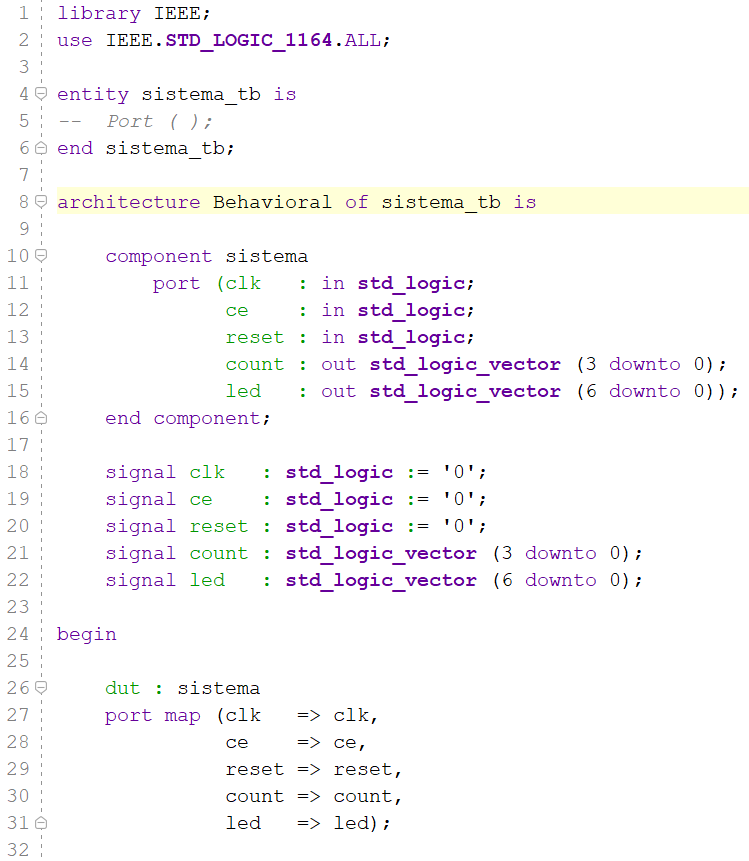 1 library IEEE;
2 use IEEE.STD_LOGIC_1164.ALL;
3
4 entity sistema_tb is
5 --  Port ( );
6 end sistema_tb;
7
8 architecture Behavioral of sistema_tb is
9
10     component sistema
11         port (clk   : in std_logic;
12               ce    : in std_logic;
13               reset : in std_logic;
14               count : out std_logic_vector (3 downto 0);
15               led   : out std_logic_vector (6 downto 0));
16     end component;
17
18     signal clk   : std_logic := '0';
19     signal ce    : std_logic := '0';
20     signal reset : std_logic := '0';
21     signal count : std_logic_vector (3 downto 0);
22     signal led   : std_logic_vector (6 downto 0);
23
24 begin
25
26     dut : sistema
27     port map (clk   => clk,
28               ce    => ce,
29               reset => reset,
30               count => count,
31               led   => led);
32